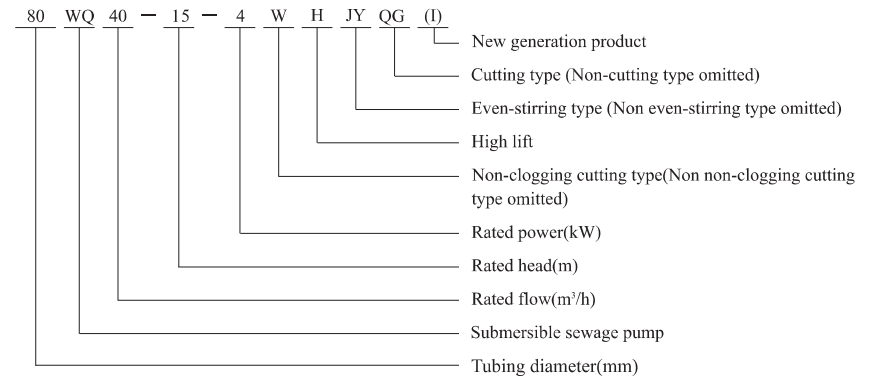 80 WQ 40 — 15 — 4 W H JY QG (I)
New generation product
Cutting type (Non-cutting type omitted)
Even-stirring type (Non even-stirring type omitted)
High lift
Non-clogging cutting type(Non non-clogging cutting
type omitted)
Rated power(kW)
Rated head(m)
Rated flow(m³/h)
Submersible sewage pump
Tubing diameter(mm)